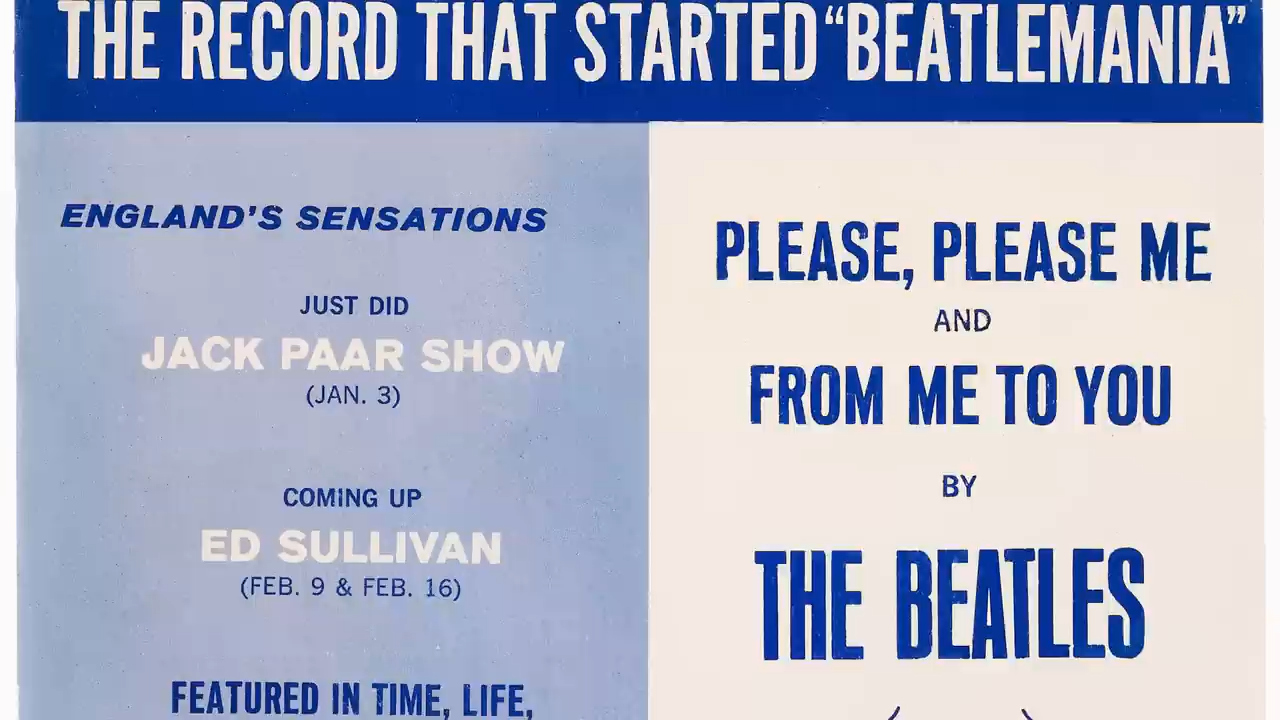 THE RECORD THAT STARTED “BEATLEMANIA”
ENGLAND'S SENSATIONS
JUST DID
JACK PAAR SHOW
(JAN. 3)
COMING UP
ED SULLIVAN
(FEB. 9 & FEB. 16)
FEATURED IN TIME, LIFE,
PLEASE, PLEASE ME
AND
FROM ME TO YOU
BY
THE BEATLES